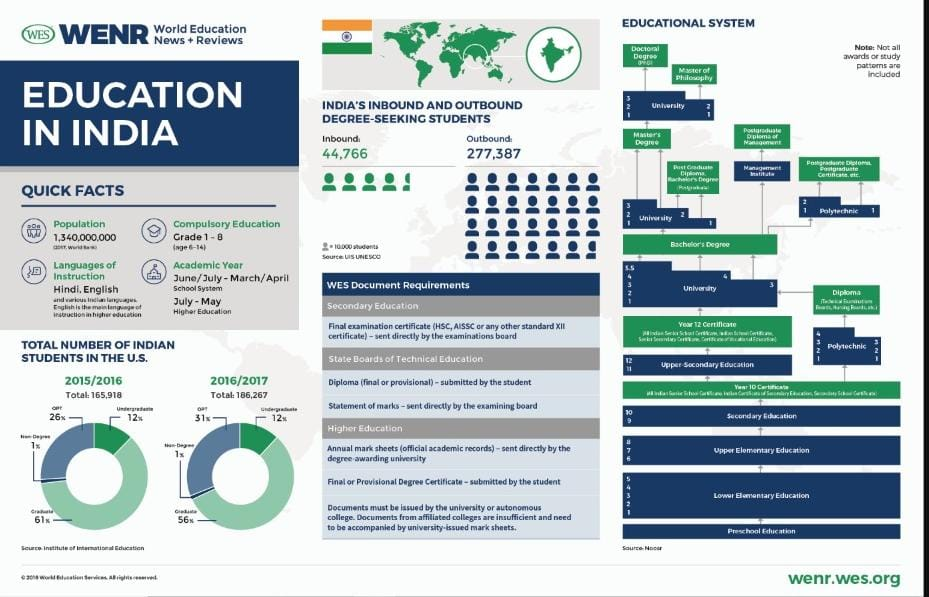 WES WENR World Education
News + Reviews
EDUCATION
IN INDIA
QUICK FACTS
Population
1,340,000,000
(2017, World Bank)
Compulsory Education
Grade 1 – 8
(age 6-14)
Languages of
Instruction
Hindi, English
and various Indian languages.
English is the main language of
instruction in higher education
Academic Year
June/July – March/April
School System
July – May
Higher Education
TOTAL NUMBER OF INDIAN
STUDENTS IN THE U.S.
2015/2016
Total: 165,918
OPT
26%
Undergraduate
12%
Non-Degree
1%
Graduate
61%
2016/2017
Total: 186,267
OPT
31%
Undergraduate
12%
Non-Degree
1%
Graduate
56%
Source: Institute of International Education
© 2018 World Education Services. All rights reserved.
INDIA'S INBOUND AND OUTBOUND
DEGREE-SEEKING STUDENTS
Inbound:
44,766
Outbound:
277,387
= 10,000 students
Source: UIS UNESCO
WES Document Requirements
Secondary Education
Final examination certificate (HSC, AISSC or any other standard XII
certificate) – sent directly by the examinations board
State Boards of Technical Education
Diploma (final or provisional) – submitted by the student
Statement of marks – sent directly by the examining board
Higher Education
Annual mark sheets (official academic records) – sent directly by the
degree-awarding university
Final or Provisional Degree Certificate – submitted by the student
Documents must be issued by the university or autonomous
college. Documents from affiliated colleges are insufficient and need
to be accompanied by university-issued mark sheets.
EDUCATIONAL SYSTEM
Note: Not all
awards or study
patterns are
included
Doctoral
Degree
(PHD)
Master of
Philosophy
3
2
1
University
2
1
Master's
Degree
Postgraduate
Diploma of
Management
Post Graduate
Diploma,
Bachelor's Degree
(Postgraduate)
Management
Institute
Postgraduate Diploma,
Postgraduate
Certificate, etc.
3
2
1
University
2
1
2
1
Polytechnic
1
Bachelor's Degree
3.5
4
3
2
1
University
4
3
Diploma
(Technical Examinations
Boards, Nursing Boards, etc.)
4
3
2
1
Polytechnic
3
2
1
Year 12 Certificate
(All Indian Senior School Certificate, Indian School Certificate,
Senior Secondary Certificate, Certificate of Vocational Education)
12
11
Upper-Secondary Education
Year 10 Certificate
(All Indian Senior School Certificate, Indian Certificate of Secondary Education, Secondary School Certificate)
10
9
Secondary Education
8
7
6
Upper Elementary Education
5
4
3
2
1
Lower Elementary Education
Preschool Education
Source: Nooar
wenr.wes.org